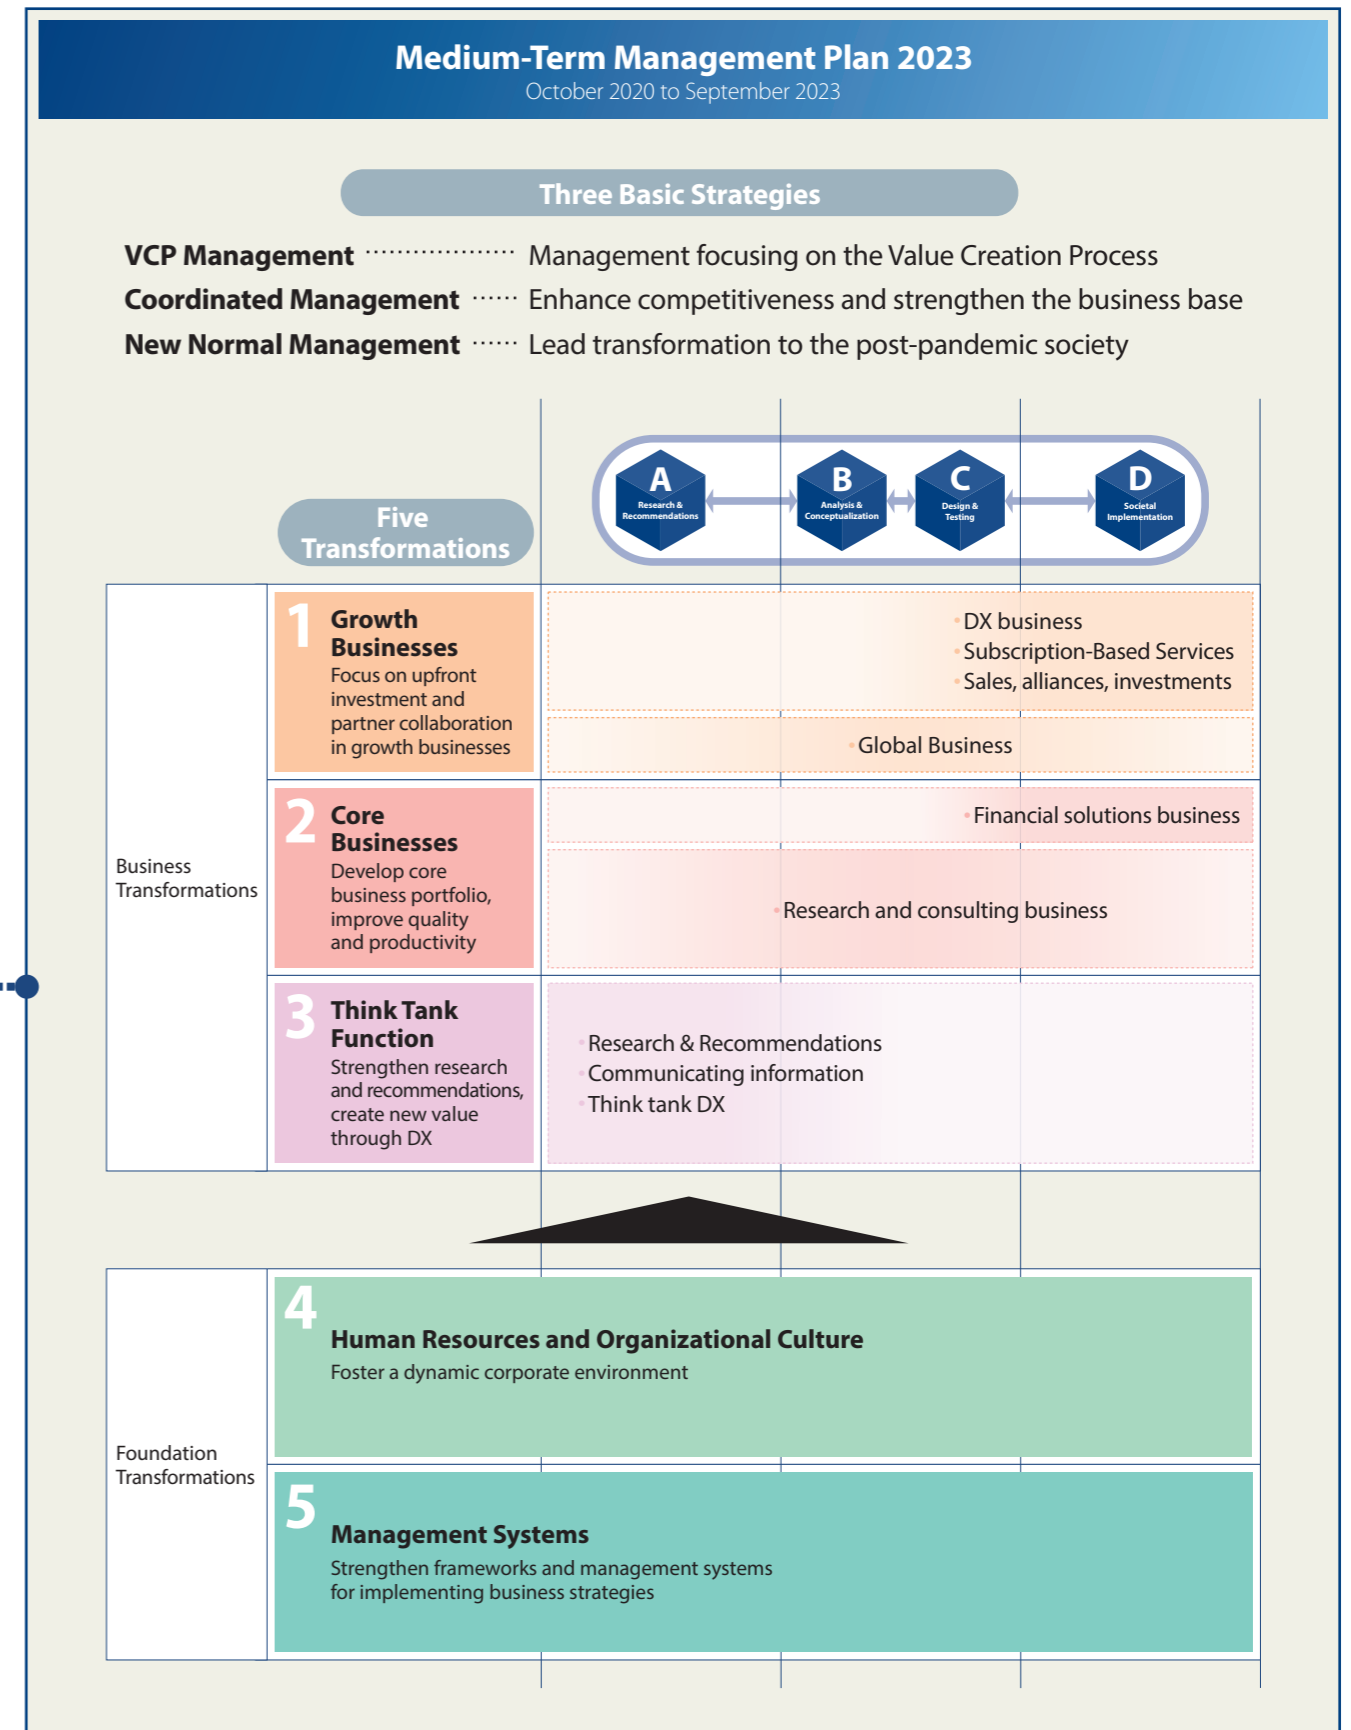 Medium-Term Management Plan 2023
October 2020 to September 2023
Three Basic Strategies
VCP Management ··················· Management focusing on the Value Creation Process
Coordinated Management ······ Enhance competitiveness and strengthen the business base
New Normal Management ······ Lead transformation to the post-pandemic society
Five
Transformations
A
Research &
Recommendations
B
Analysis &
Conceptualization
C
Design &
Testing
D
Societal
Implementation
Business
Transformations
1
Growth
Businesses
Focus on upfront
investment and
partner collaboration
in growth businesses
•DX business
•Subscription-Based Services
•Sales, alliances, investments
•Global Business
2
Core
Businesses
Develop core
business portfolio,
improve quality
and productivity
•Financial solutions business
•Research and consulting business
3
Think Tank
Function
Strengthen research
and recommendations,
create new value
through DX
•Research & Recommendations
•Communicating information
•Think tank DX
Foundation
Transformations
4
Human Resources and Organizational Culture
Foster a dynamic corporate environment
5
Management Systems
Strengthen frameworks and management systems
for implementing business strategies